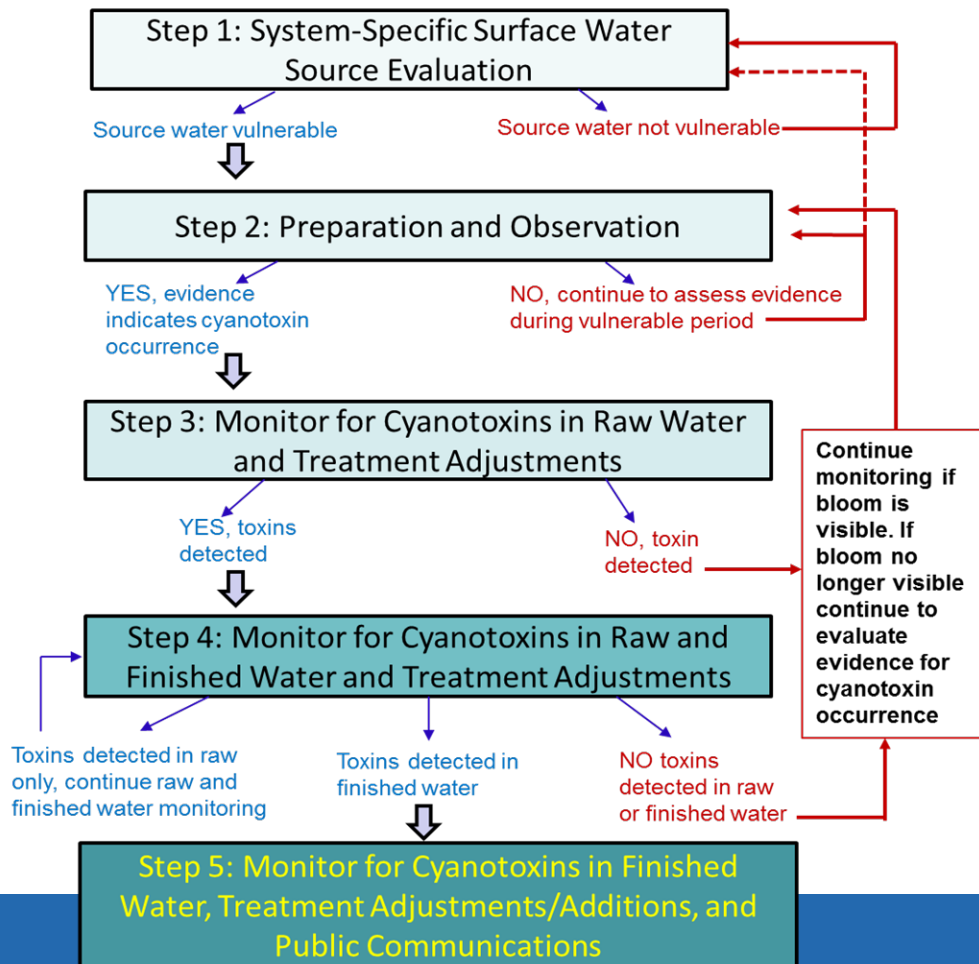 Step 1: System-Specific Surface Water
Source Evaluation
Source water vulnerable
Source water not vulnerable
Step 2: Preparation and Observation
YES, evidence
indicates cyanotoxin
occurrence
NO, continue to assess evidence
during vulnerable period
Step 3: Monitor for Cyanotoxins in Raw Water
and Treatment Adjustments
YES, toxins
detected
NO, toxin
detected
Continue
monitoring if
bloom is
visible. If
bloom no
longer visible
continue to
evaluate
evidence for
cyanotoxin
occurrence
Step 4: Monitor for Cyanotoxins in Raw and
Finished Water and Treatment Adjustments
Toxins detected in raw
only, continue raw and
finished water monitoring
Toxins detected in
finished water
NO toxins
detected in raw
or finished water
Step 5: Monitor for Cyanotoxins in Finished
Water, Treatment Adjustments/Additions, and
Public Communications